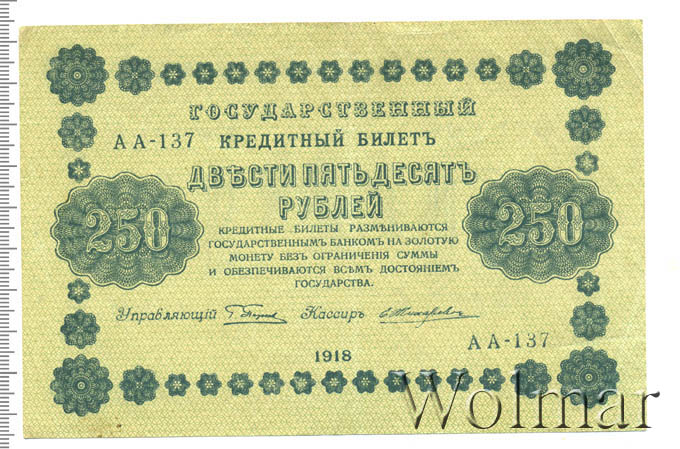 ГОСУДАРСТВЕННЫЙ
АА-137 КРЕДИТНЫЙ БИЛЕТЪ
ДВѢСТИ ПЯТЬДЕСЯТЪ
РУБЛЕЙ
250
250
КРЕДИТНЫЕ БИЛЕТЫ РАЗМѢНИВАЮТСЯ
ГОСУДАРСТВЕННЫМЪ БАНКОМЪ НА ЗОЛОТУЮ
МОНЕТУ БЕЗЪ ОГРАНИЧЕНІЯ СУММЫ
И ОБЕЗПЕЧИВАЮТСЯ ВСѢМЪ ДОСТОЯНІЕМЪ
ГОСУДАРСТВА.
Управляющій Кассиръ
АА-137
1918
Wolmar